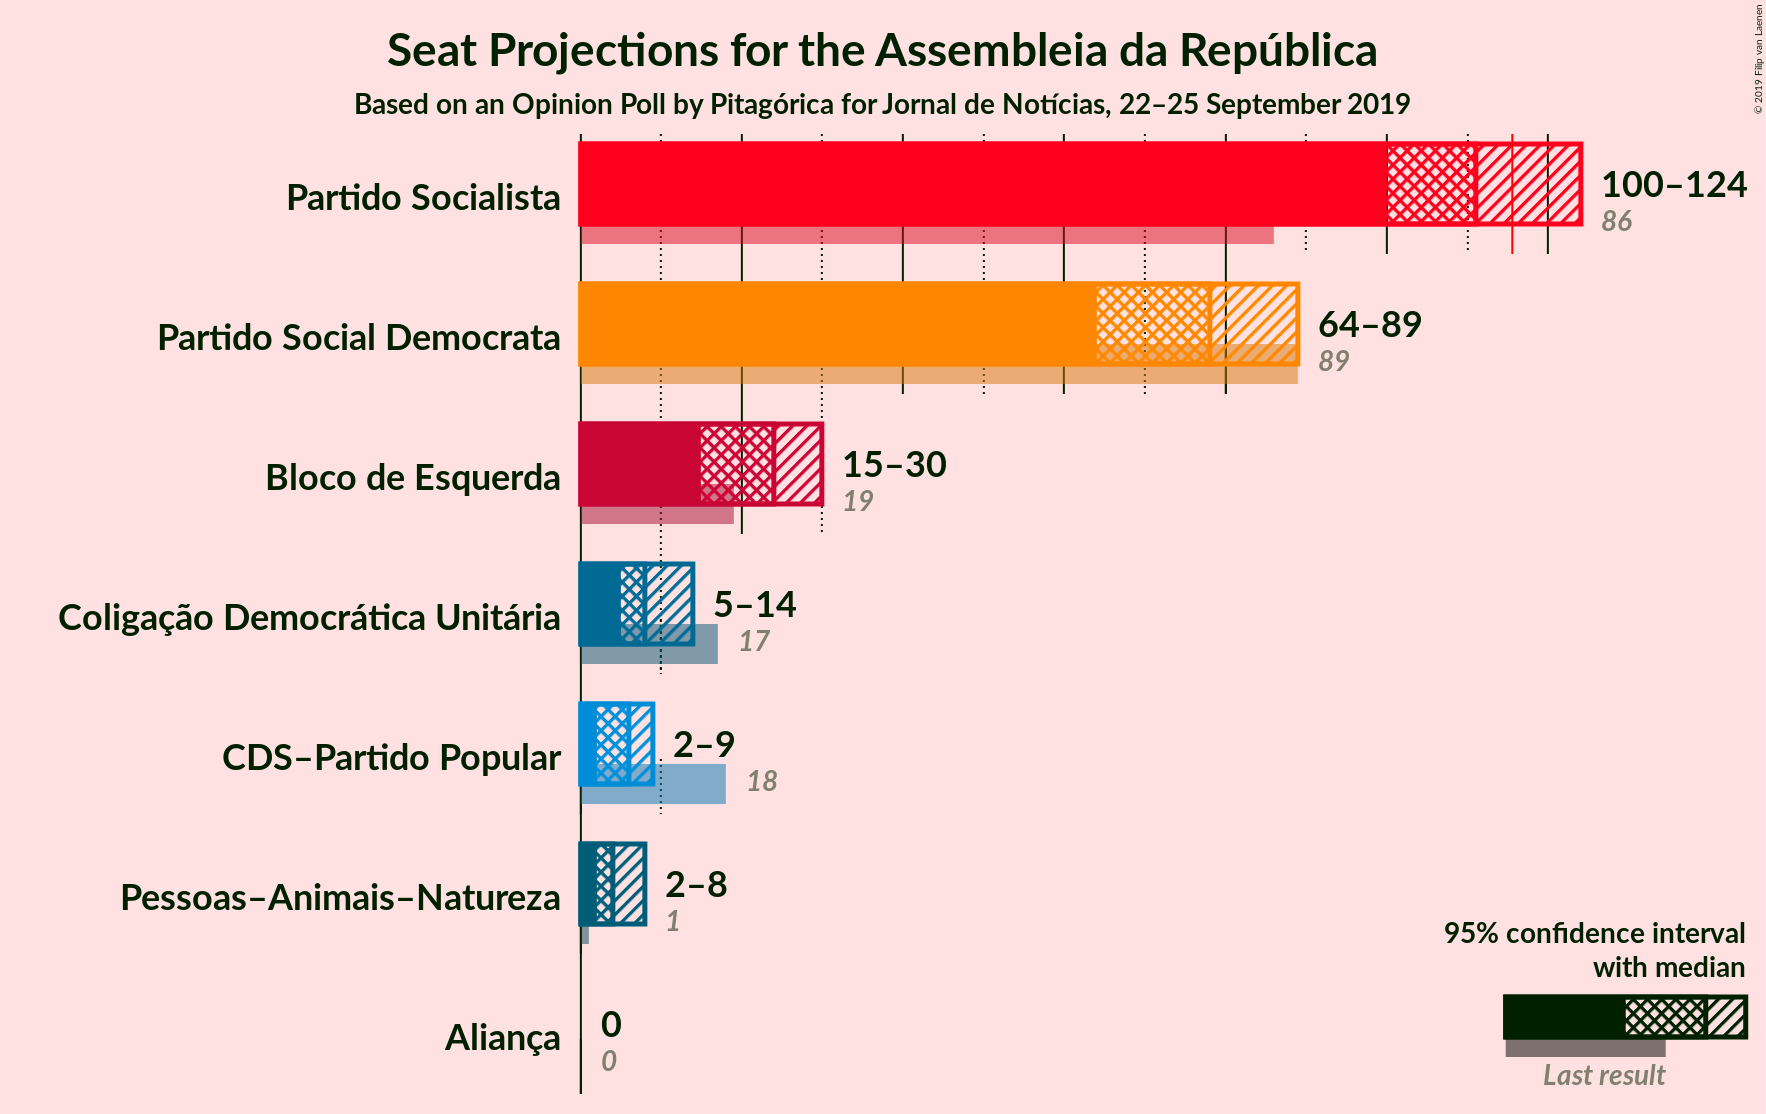 Seat Projections for the Assembleia da República
Based on an Opinion Poll by Pitagórica for Jornal de Notícias, 22–25 September 2019
© 2019 Filip van Laenen
Partido Socialista
100–124
86
Partido Social Democrata
64–89
89
Bloco de Esquerda
15–30
19
Coligação Democrática Unitária
5–14
17
CDS–Partido Popular
2–9
18
Pessoas–Animais–Natureza
2–8
1
Aliança
0
0
95% confidence interval
with median
Last result